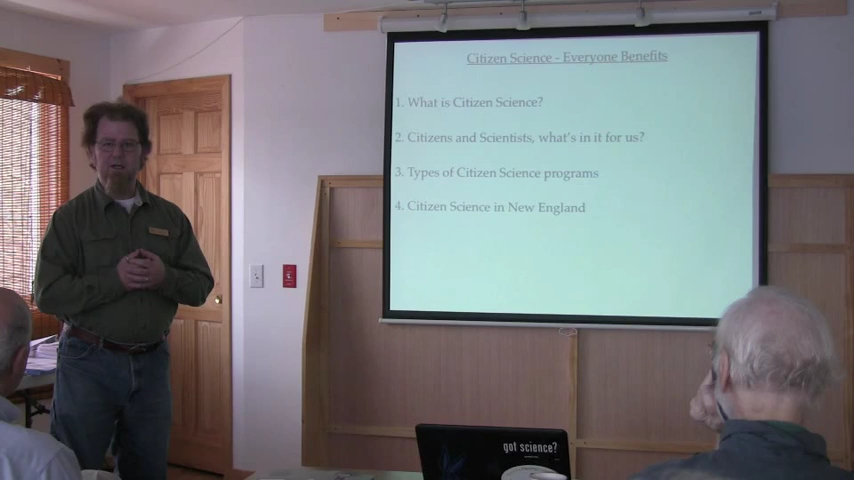 Citizen Science - Everyone Benefits
1. What is Citizen Science?
2. Citizens and Scientists, what's in it for us?
3. Types of Citizen Science programs
4. Citizen Science in New England
got science?